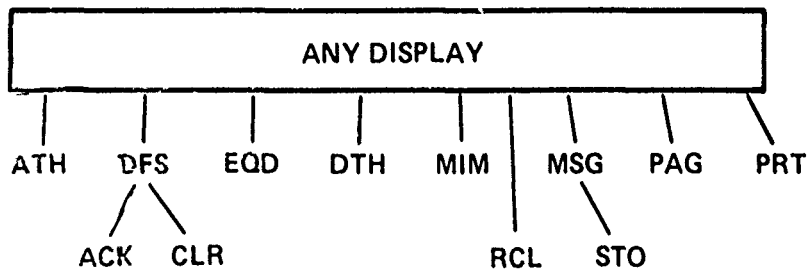 ANY DISPLAY
ATH DFS EQD DTH MIM MSG PAG PRT
ACK CLR RCL STO